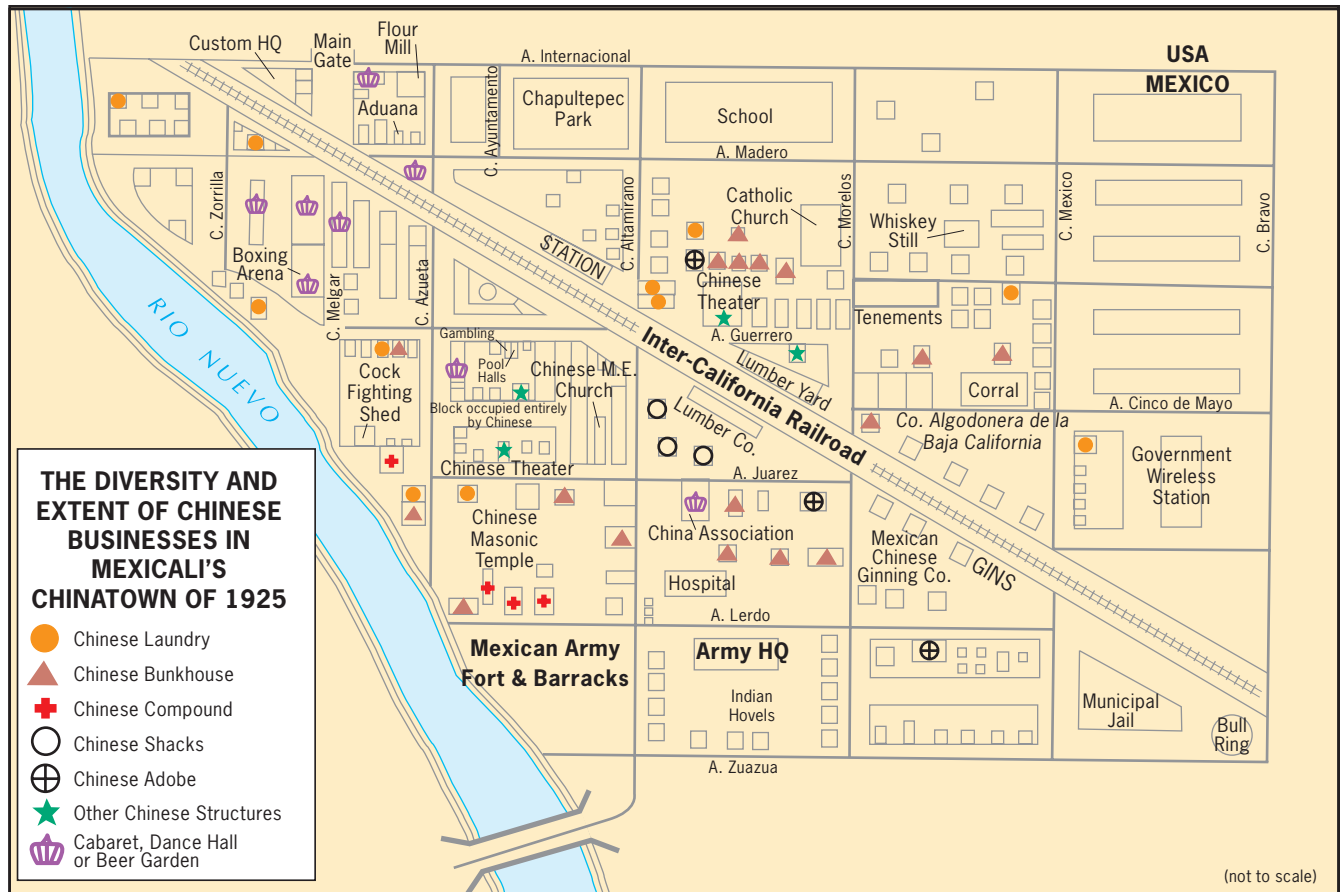 USA
MEXICO
Custom HQ
Main
Gate
Flour
Mill
A. Internacional
Aduana
C. Ayuntamento
Chapultepec
Park
School
A. Madero
C. Zorrilla
Boxing
Arena
C. Melgar
C. Azueta
STATION
C. Altamirano
Catholic
Church
C. Morelos
Whiskey
Still
C. Mexico
C. Bravo
Chinese
Theater
A. Guerrero
Tenements
RIO NUEVO
Gambling
Pool
Halls
Chinese M.E.
Church
Inter-California Railroad
Lumber Yard
Corral
Cock
Fighting
Shed
Block occupied entirely
by Chinese
Lumber Co.
Co. Algodonera de la
Baja California
A. Cinco de Mayo
Chinese Theater
A. Juarez
Government
Wireless
Station
Chinese
Masonic
Temple
China Association
Mexican
Chinese
Ginning Co.
GINS
Hospital
A. Lerdo
Mexican Army
Fort & Barracks
Army HQ
Indian
Hovels
Municipal
Jail
Bull
Ring
A. Zuazua
THE DIVERSITY AND
EXTENT OF CHINESE
BUSINESSES IN
MEXICALI'S
CHINATOWN OF 1925
Chinese Laundry
Chinese Bunkhouse
Chinese Compound
Chinese Shacks
Chinese Adobe
Other Chinese Structures
Cabaret, Dance Hall
or Beer Garden
(not to scale)